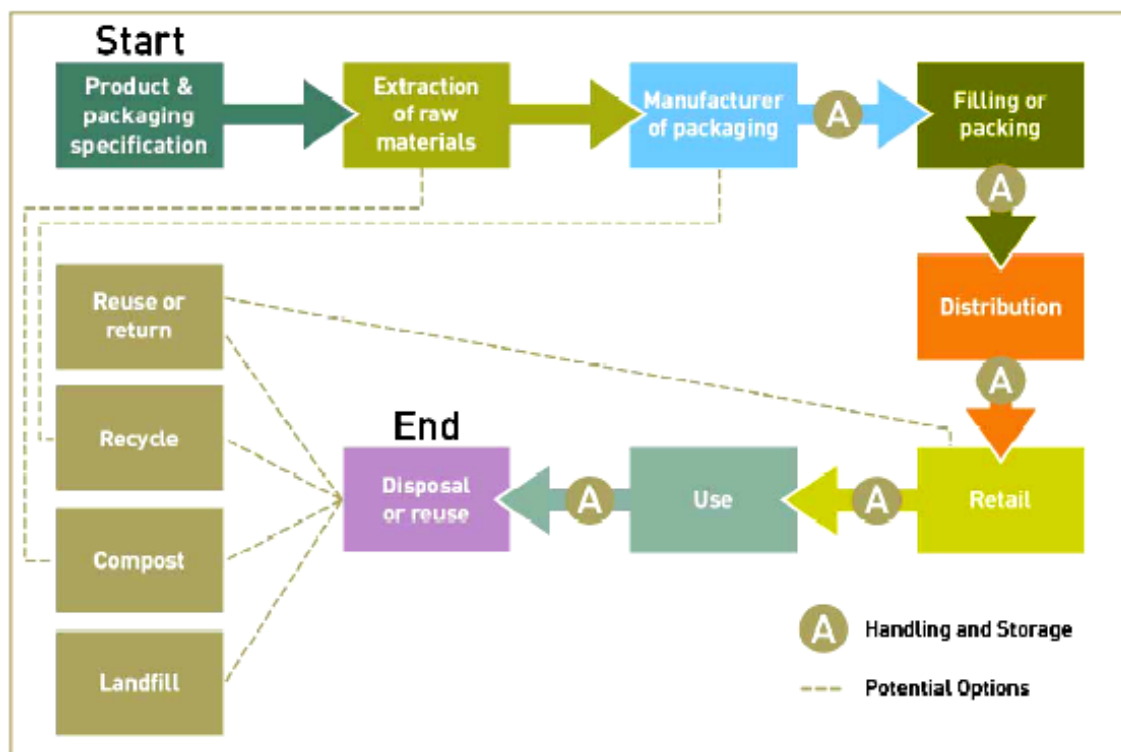 Start
Product &
packaging
specification
Extraction
of raw
materials
Manufacturer
of packaging
A
Filling or
packing
A
Distribution
A
Reuse or
return
Recycle
Compost
Landfill
End
Disposal
or reuse
A
Use
A
Retail
A Handling and Storage
Potential Options